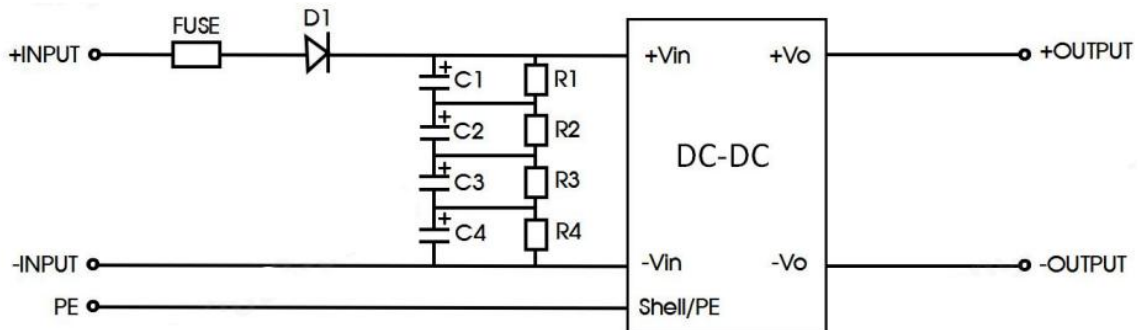 FUSE
D1
+INPUT
+Vin
+Vo
+OUTPUT
+
C1
R1
+
C2
R2
DC-DC
+
C3
R3
+
C4
R4
-INPUT
-Vin
-Vo
-OUTPUT
PE
Shell/PE